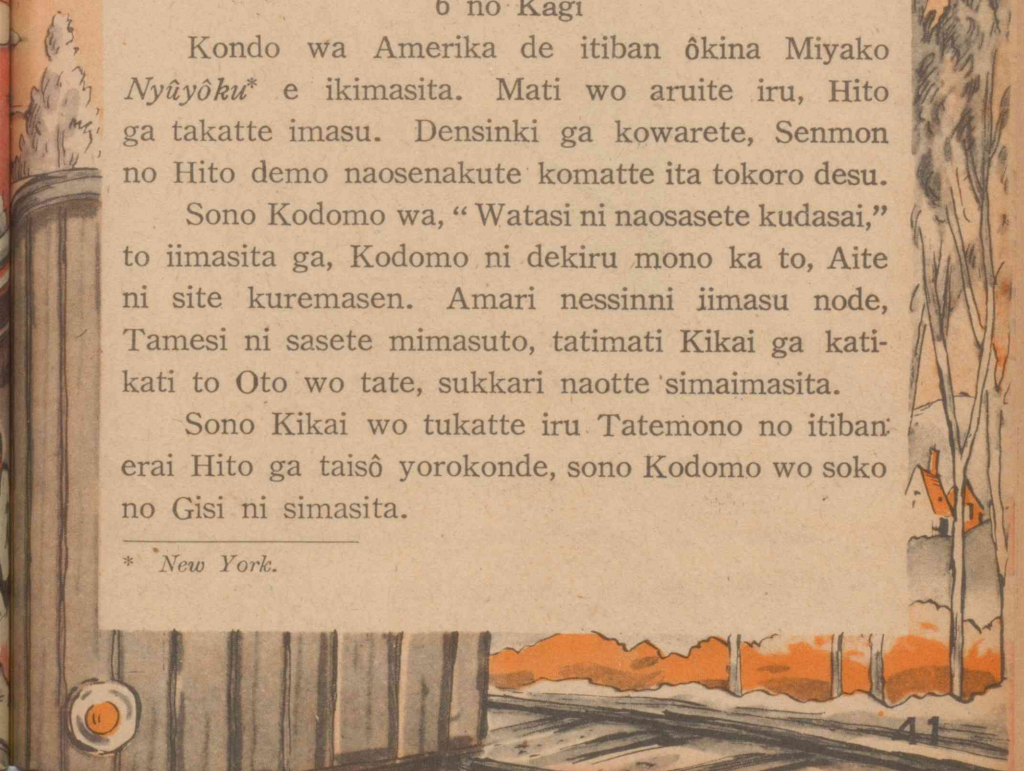 6 no Kagi
Kondo wa Amerika de itiban ôkina Miyako
Nyûyôku* e ikimasita. Mati wo aruite iru, Hito
ga takatte imasu. Densinki ga kowarete, Senmon
no Hito demo naosenakute komatte ita tokoro desu.
Sono Kodomo wa, “Watasi ni naosasete kudasai,”
to iimasita ga, Kodomo ni dekiru mono ka to, Aite
ni site kuremasen. Amari nessinni iimasu node,
Tamesi ni sasete mimasuto, tatimati Kikai ga kati-
kati to Oto wo tate, sukkari naotte simaimasita.
Sono Kikai wo tukatte iru Tatemono no itiban
erai Hito ga taisô yorokonde, sono Kodomo wo soko
no Gisi ni simasita.
* New York.
41